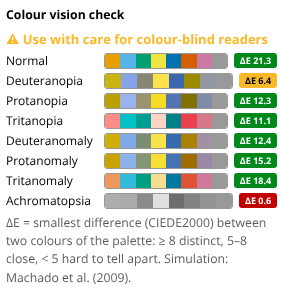 Colour vision check
⚠ Use with care for colour-blind readers
Normal ΔE 21.3
Deuteranopia ΔE 6.4
Protanopia ΔE 12.3
Tritanopia ΔE 11.1
Deuteranomaly ΔE 12.4
Protanomaly ΔE 15.2
Tritanomaly ΔE 18.4
Achromatopsia ΔE 0.6
ΔE = smallest difference (CIEDE2000) between
two colours of the palette: ≥ 8 distinct, 5–8
close, < 5 hard to tell apart. Simulation:
Machado et al. (2009).